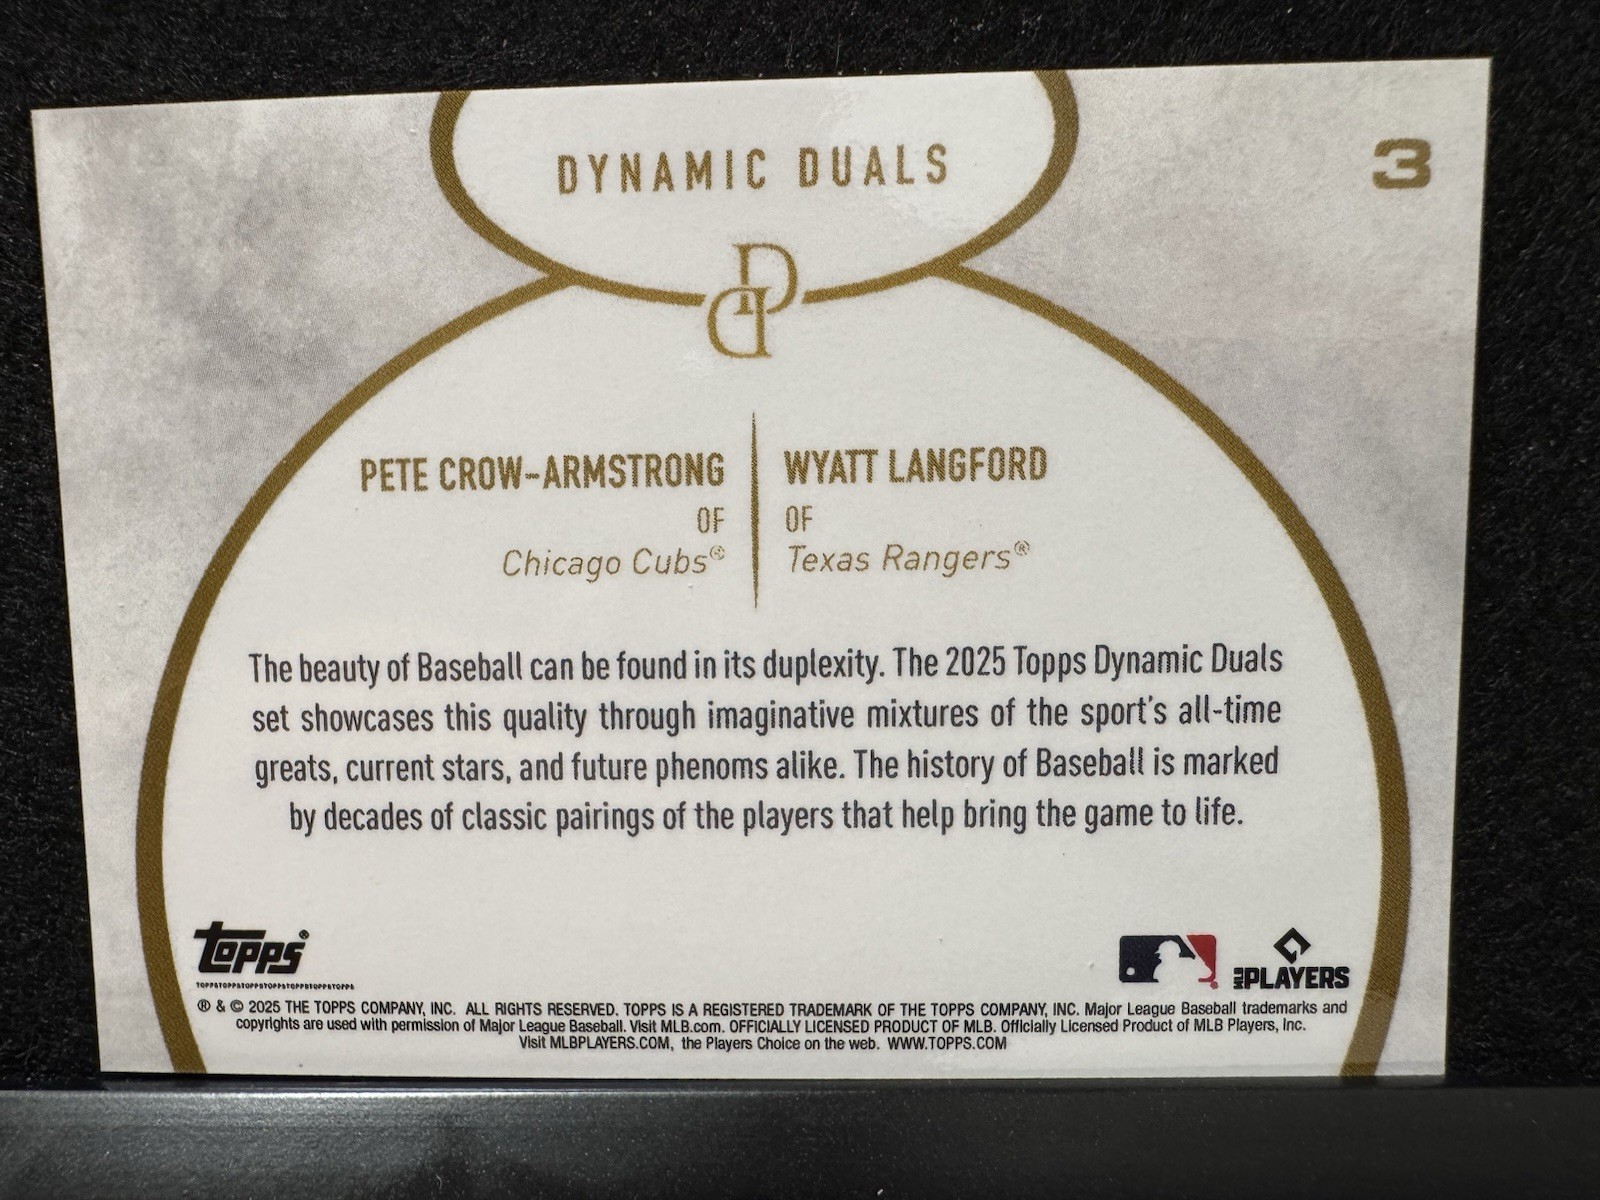 DYNAMIC DUALS
3
DD
PETE CROW-ARMSTRONG
OF
Chicago Cubs®
WYATT LANGFORD
OF
Texas Rangers®
The beauty of Baseball can be found in its duplexity. The 2025 Topps Dynamic Duals
set showcases this quality through imaginative mixtures of the sport's all-time
greats, current stars, and future phenoms alike. The history of Baseball is marked
by decades of classic pairings of the players that help bring the game to life.
topps®
TOPPSTOPPSTOPPSTOPPSTOPPSTOPPSTOPPS
MLB PLAYERS
® & © 2025 THE TOPPS COMPANY, INC. ALL RIGHTS RESERVED. TOPPS IS A REGISTERED TRADEMARK OF THE TOPPS COMPANY, INC. Major League Baseball trademarks and
copyrights are used with permission of Major League Baseball. Visit MLB.com. OFFICIALLY LICENSED PRODUCT OF MLB. Officially Licensed Product of MLB Players, Inc.
Visit MLBPLAYERS.COM, the Players Choice on the web. WWW.TOPPS.COM